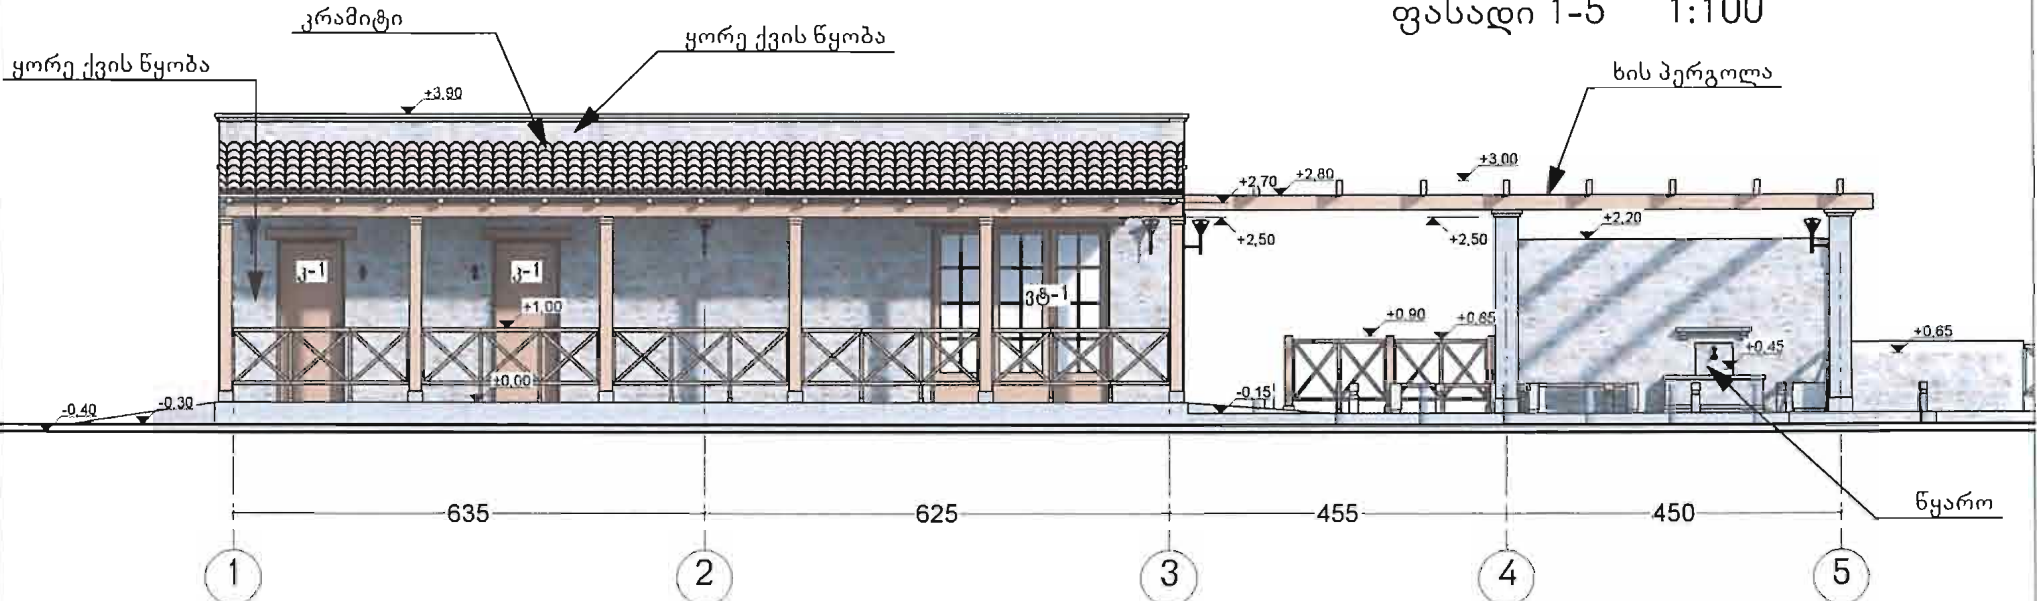 ფასადი 1-5 1:100
კრამიტი
ყორე ქვის წყობა
ყორე ქვის წყობა
ხის პერგოლა
+3,90
+3,00
+2,70
+2,80
+2,20
+2,50
+2,50
კ-1
კ-1
ვტ-1
+1,00
+0,90
+0,65
+0,65
+0,45
±0,00
-0,15
-0,40
-0,30
წყარო
635
625
455
450
1
2
3
4
5